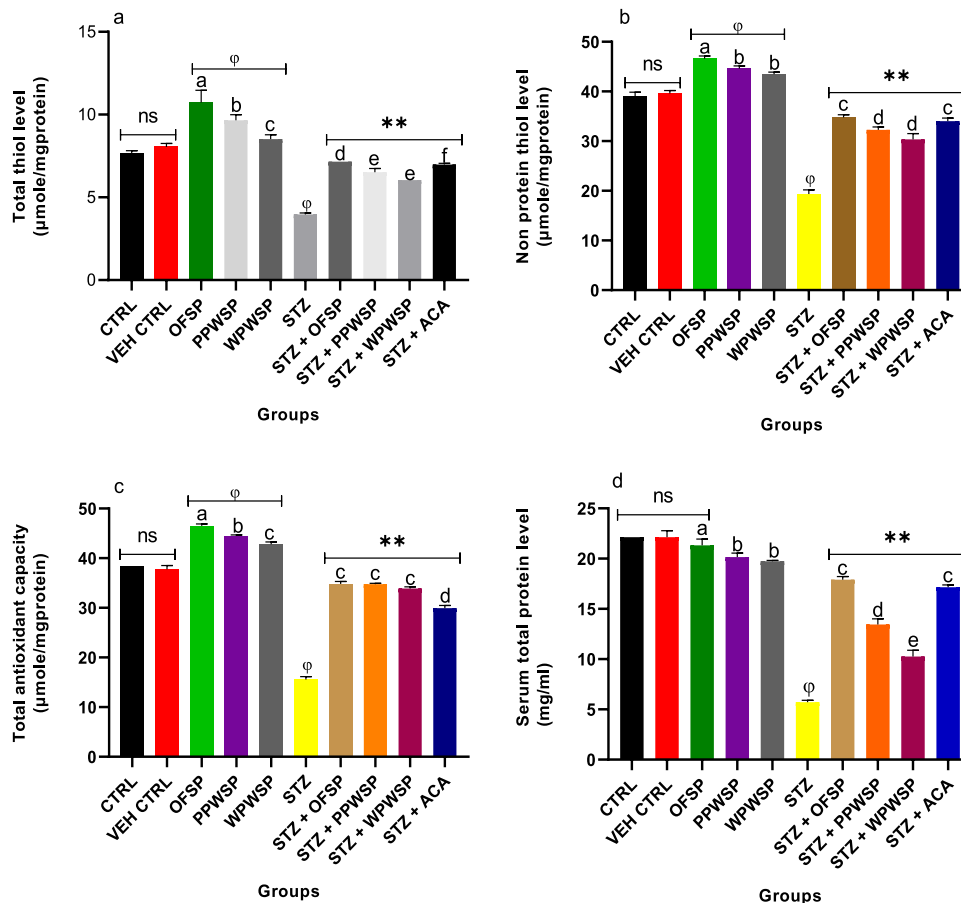 a
Total thiol level
(µmole/mgprotein)
15
10
5
0
ns
φ
a
b
c
φ
**
d
e
e
f
CTRL
VEH CTRL
OFSP
PPWSP
WPWSP
STZ
STZ + OFSP
STZ + PPWSP
STZ + WPWSP
STZ + ACA
Groups
b
Non protein thiol level
(µmole/mgprotein)
50
40
30
20
10
0
ns
φ
a
b
b
φ
**
c
d
d
c
CTRL
VEH CTRL
OFSP
PPWSP
WPWSP
STZ
STZ + OFSP
STZ + PPWSP
STZ + WPWSP
STZ + ACA
Groups
c
Total antioxidant capacity
(µmole/mgprotein)
50
40
30
20
10
0
ns
φ
a
b
c
φ
**
c
c
c
d
CTRL
VEH CTRL
OFSP
PPWSP
WPWSP
STZ
STZ + OFSP
STZ + PPWSP
STZ + WPWSP
STZ + ACA
Groups
d
Serum total protein level
(mg/ml)
25
20
15
10
5
0
ns
a
b
b
φ
**
c
d
e
c
CTRL
VEH CTRL
OFSP
PPWSP
WPWSP
STZ
STZ + OFSP
STZ + PPWSP
STZ + WPWSP
STZ + ACA
Groups